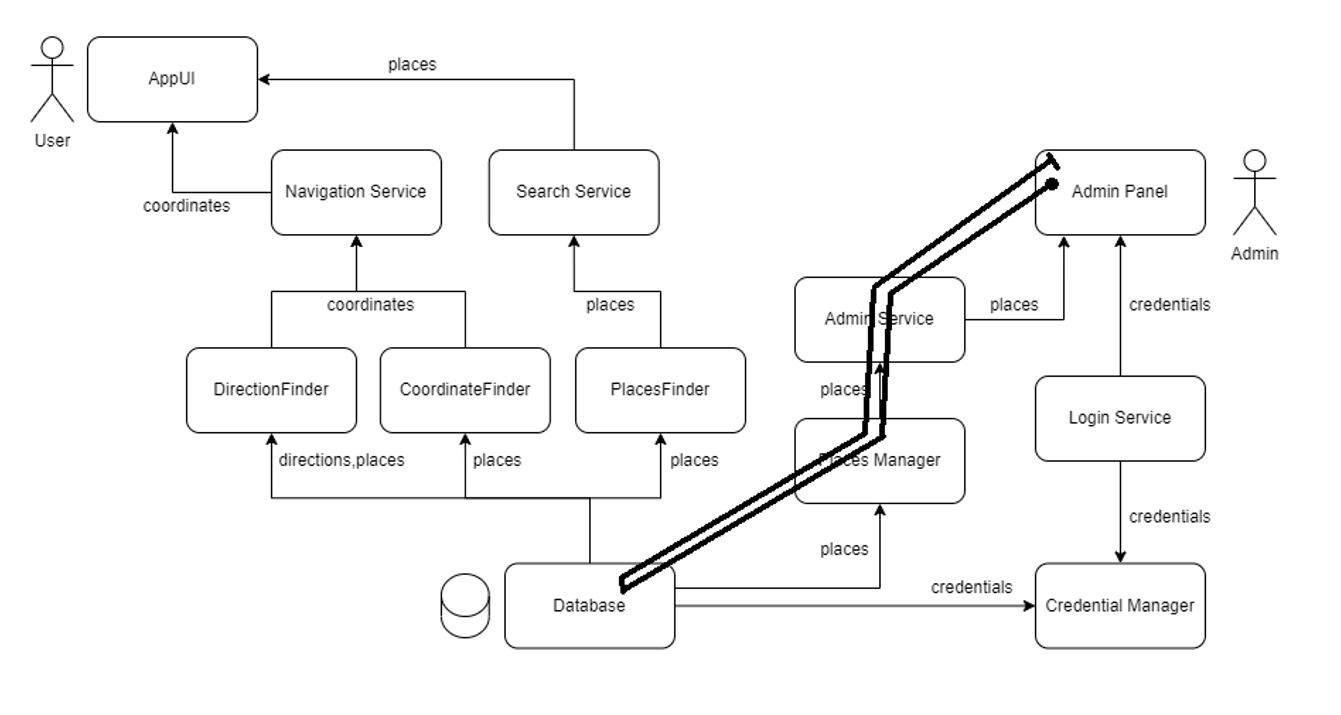 places
AppUI
User
Navigation Service
Search Service
Admin Panel
coordinates
Admin
coordinates
places
places
credentials
Admin Service
DirectionFinder
CoordinateFinder
PlacesFinder
places
Login Service
directions,places
places
places
Places Manager
credentials
places
credentials
Database
Credential Manager